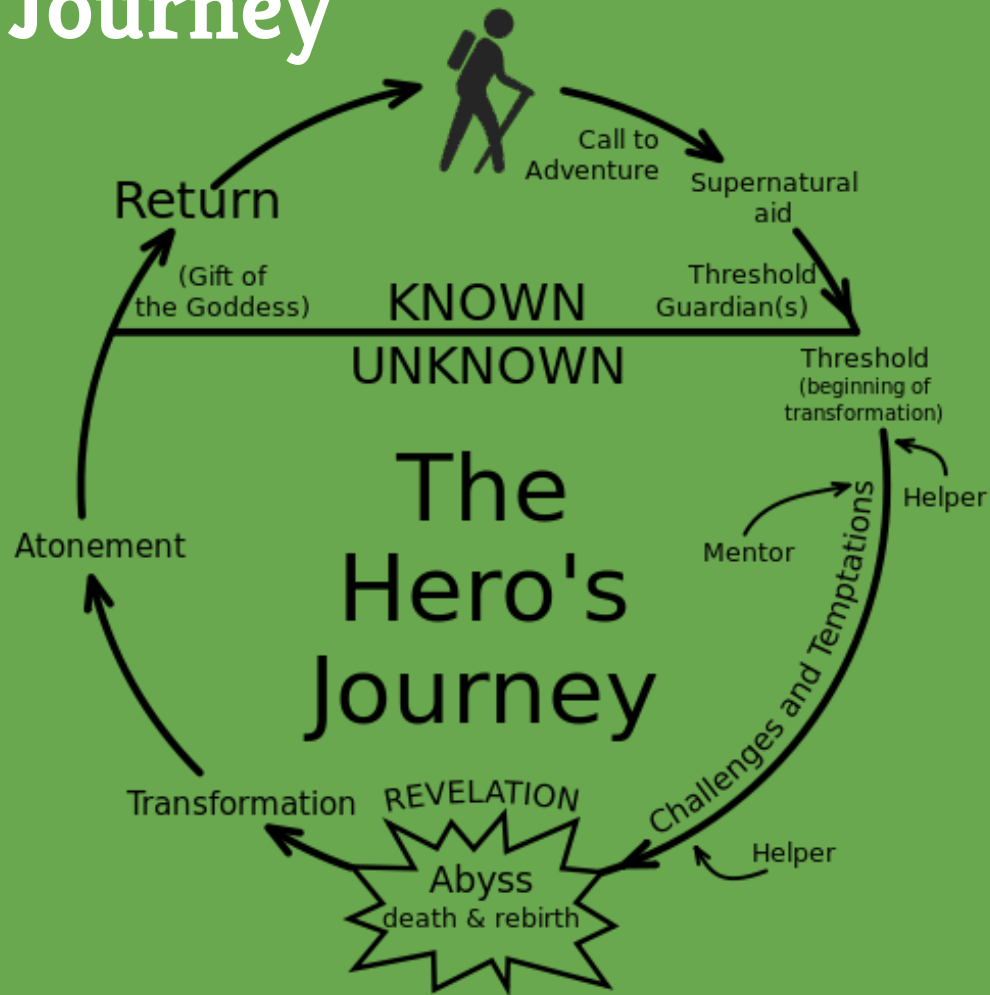 Journey
Call to
Adventure
Supernatural
aid
Return
(Gift of
the Goddess)
Threshold
Guardian(s)
KNOWN
UNKNOWN
Threshold
(beginning of
transformation)
Helper
Mentor
Challenges and Temptations
The
Hero's
Journey
Atonement
Transformation
REVELATION
Abyss
death & rebirth
Helper